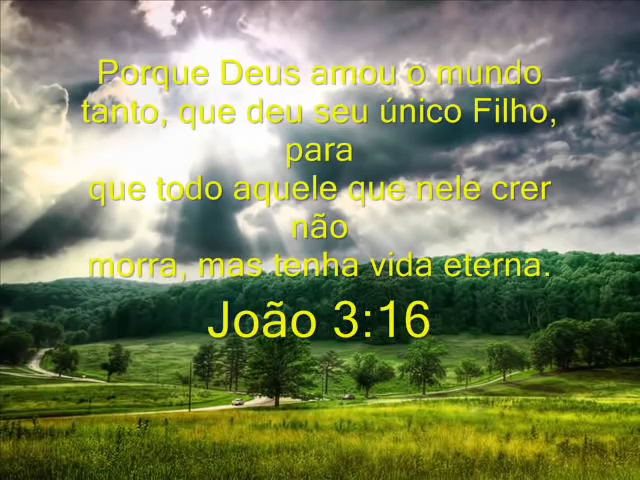 Porque Deus amou o mundo
tanto, que deu seu único Filho,
para
que todo aquele que nele crer
não
morra, mas tenha vida eterna.
João 3:16